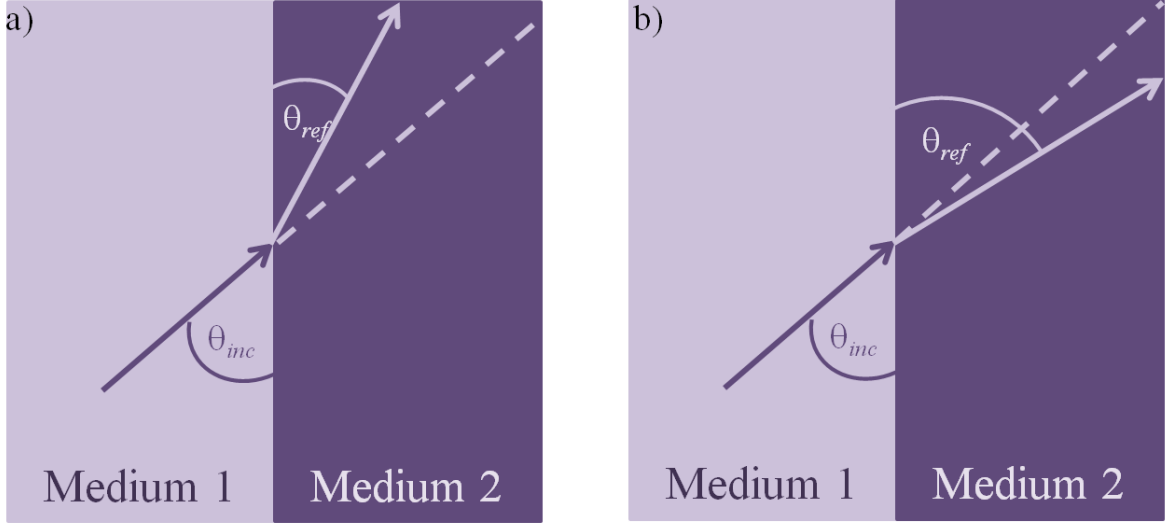 a)
θref
θinc
Medium 1 Medium 2
b)
θref
θinc
Medium 1 Medium 2